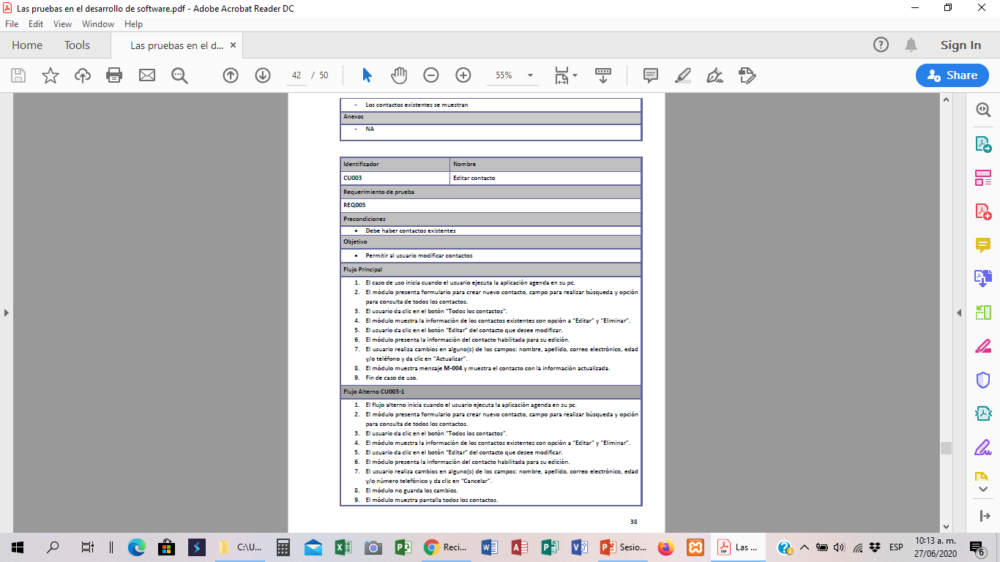 Las pruebas en el desarrollo de software.pdf - Adobe Acrobat Reader DC
File Edit View Window Help
Home Tools Las pruebas en el d... × Sign In
42 / 50 55% Share
- Los contactos existentes se muestran
Anexos
- NA
Identificador Nombre
CU003 Editar contacto
Requerimiento de prueba
REQ005
Precondiciones
• Debe haber contactos existentes
Objetivo
• Permitir al usuario modificar contactos
Flujo Principal
1. El caso de uso inicia cuando el usuario ejecuta la aplicación agenda en su pc.
2. El módulo presenta formulario para crear nuevo contacto, campo para realizar búsqueda y opción
para consulta de todos los contactos.
3. El usuario da clic en el botón “Todos los contactos”.
4. El módulo muestra la información de los contactos existentes con opción a “Editar” y “Eliminar”.
5. El usuario da clic en el botón “Editar” del contacto que desee modificar.
6. El módulo presenta la información del contacto habilitada para su edición.
7. El usuario realiza cambios en alguno(s) de los campos: nombre, apellido, correo electrónico, edad
y/o teléfono y da clic en “Actualizar”.
8. El módulo muestra mensaje M-004 y muestra el contacto con la información actualizada.
9. Fin de caso de uso.
Flujo Alterno CU003-1
1. El flujo alterno inicia cuando el usuario ejecuta la aplicación agenda en su pc.
2. El módulo presenta formulario para crear nuevo contacto, campo para realizar búsqueda y opción
para consulta de todos los contactos.
3. El usuario da clic en el botón “Todos los contactos”.
4. El módulo muestra la información de los contactos existentes con opción a “Editar” y “Eliminar”.
5. El usuario da clic en el botón “Editar” del contacto que desee modificar.
6. El módulo presenta la información del contacto habilitada para su edición.
7. El usuario realiza cambios en alguno(s) de los campos: nombre, apellido, correo electrónico, edad
y/o número telefónico y da clic en “Cancelar”.
8. El módulo no guarda los cambios.
9. El módulo muestra pantalla todos los contactos.
38
C:\U... Reci... Sesio... Las ... ESP 10:13 a. m.
27/06/2020 6